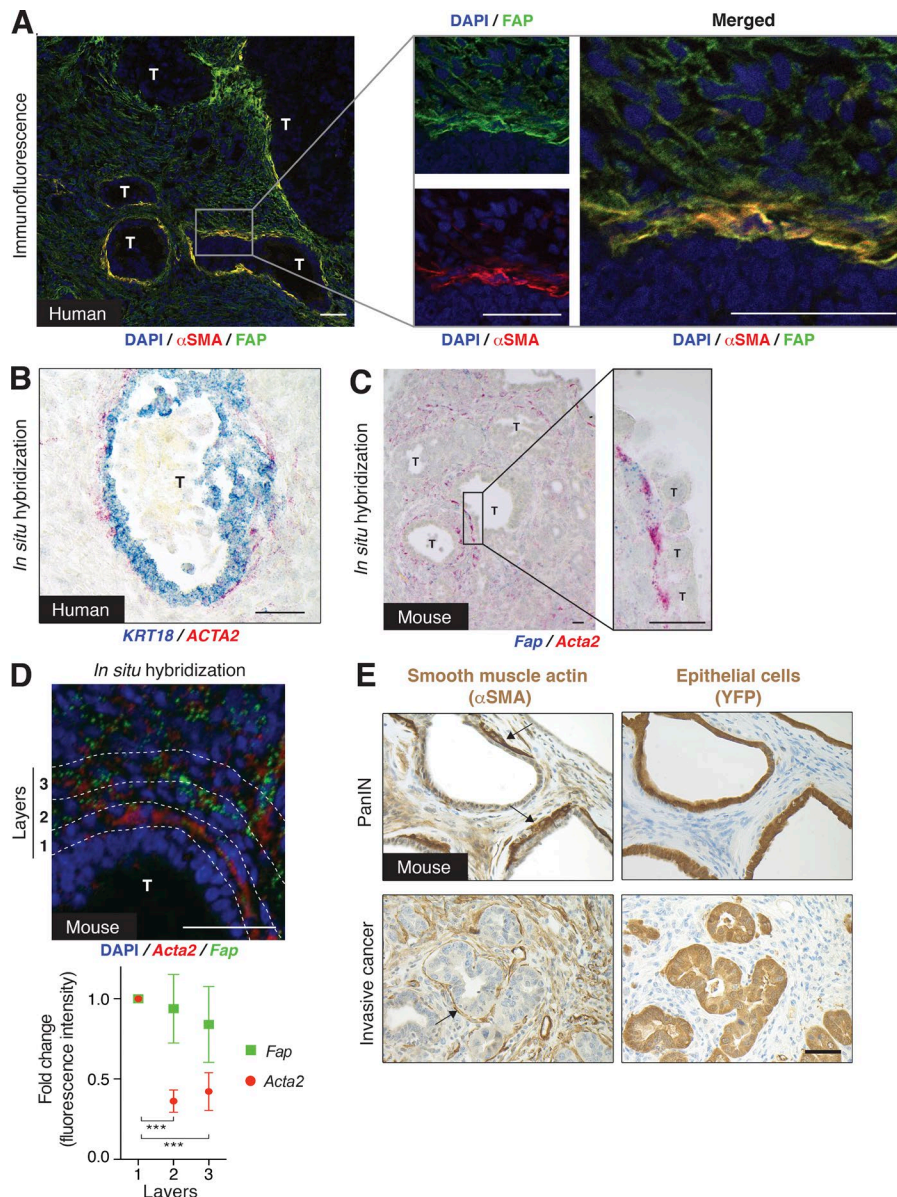 A
Immunofluorescence
DAPI / FAP
Merged
T
T
T
T
T
Human
DAPI / αSMA / FAP
DAPI / αSMA
DAPI / αSMA / FAP
B
In situ hybridization
T
Human
KRT18 / ACTA2
C
In situ hybridization
T
T
T
T
Mouse
T
T
T
Fap / Acta2
D
In situ hybridization
Layers
3
2
1
T
Mouse
DAPI / Acta2 / Fap
Fold change
(fluorescence intensity)
1.0
0.5
0.0
***
***
1 2 3
Layers
Fap
Acta2
E
Smooth muscle actin
(αSMA)
Epithelial cells
(YFP)
PanIN
Mouse
Invasive cancer